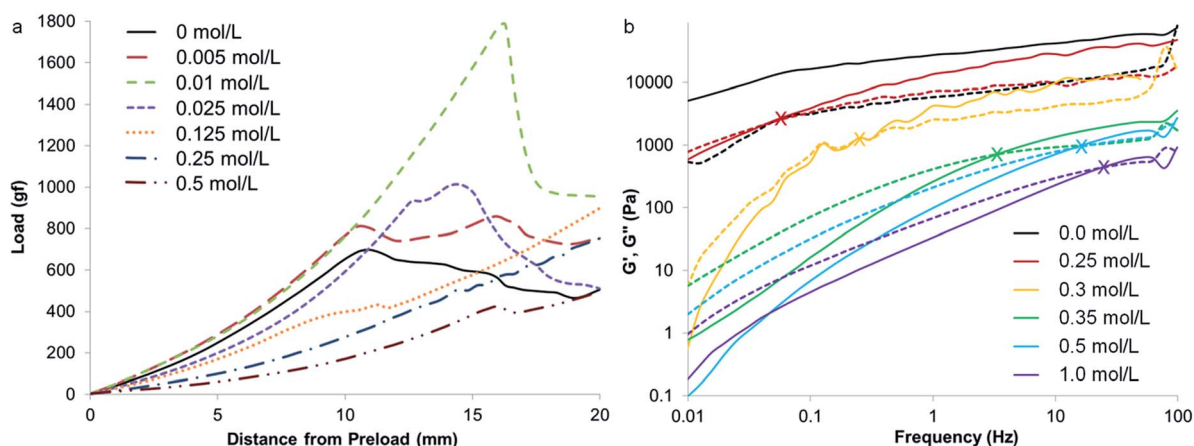 a
1800
1600
1400
1200
1000
800
600
400
200
0
Load (gf)
0 mol/L
0.005 mol/L
0.01 mol/L
0.025 mol/L
0.125 mol/L
0.25 mol/L
0.5 mol/L
0 5 10 15 20
Distance from Preload (mm)
b
10000
1000
100
10
1
0.1
G', G" (Pa)
0.0 mol/L
0.25 mol/L
0.3 mol/L
0.35 mol/L
0.5 mol/L
1.0 mol/L
0.01 0.1 1 10 100
Frequency (Hz)